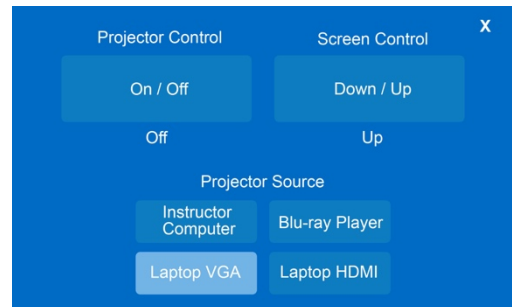 X
Projector Control
Screen Control
On / Off
Down / Up
Off
Up
Projector Source
Instructor
Computer
Blu-ray Player
Laptop VGA
Laptop HDMI